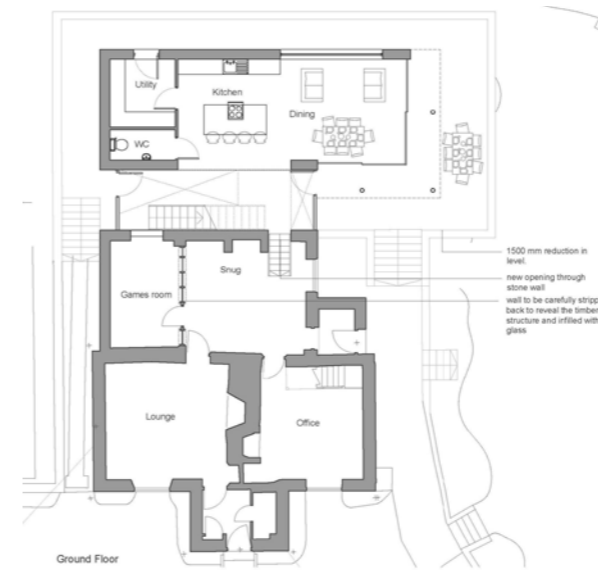 Utility
Kitchen
Dining
WC
1500 mm reduction in
level.
new opening through
stone wall
Snug
Games room
wall to be carefully stripp
back to reveal the timber
structure and infilled with
glass
Lounge
Office
Ground Floor